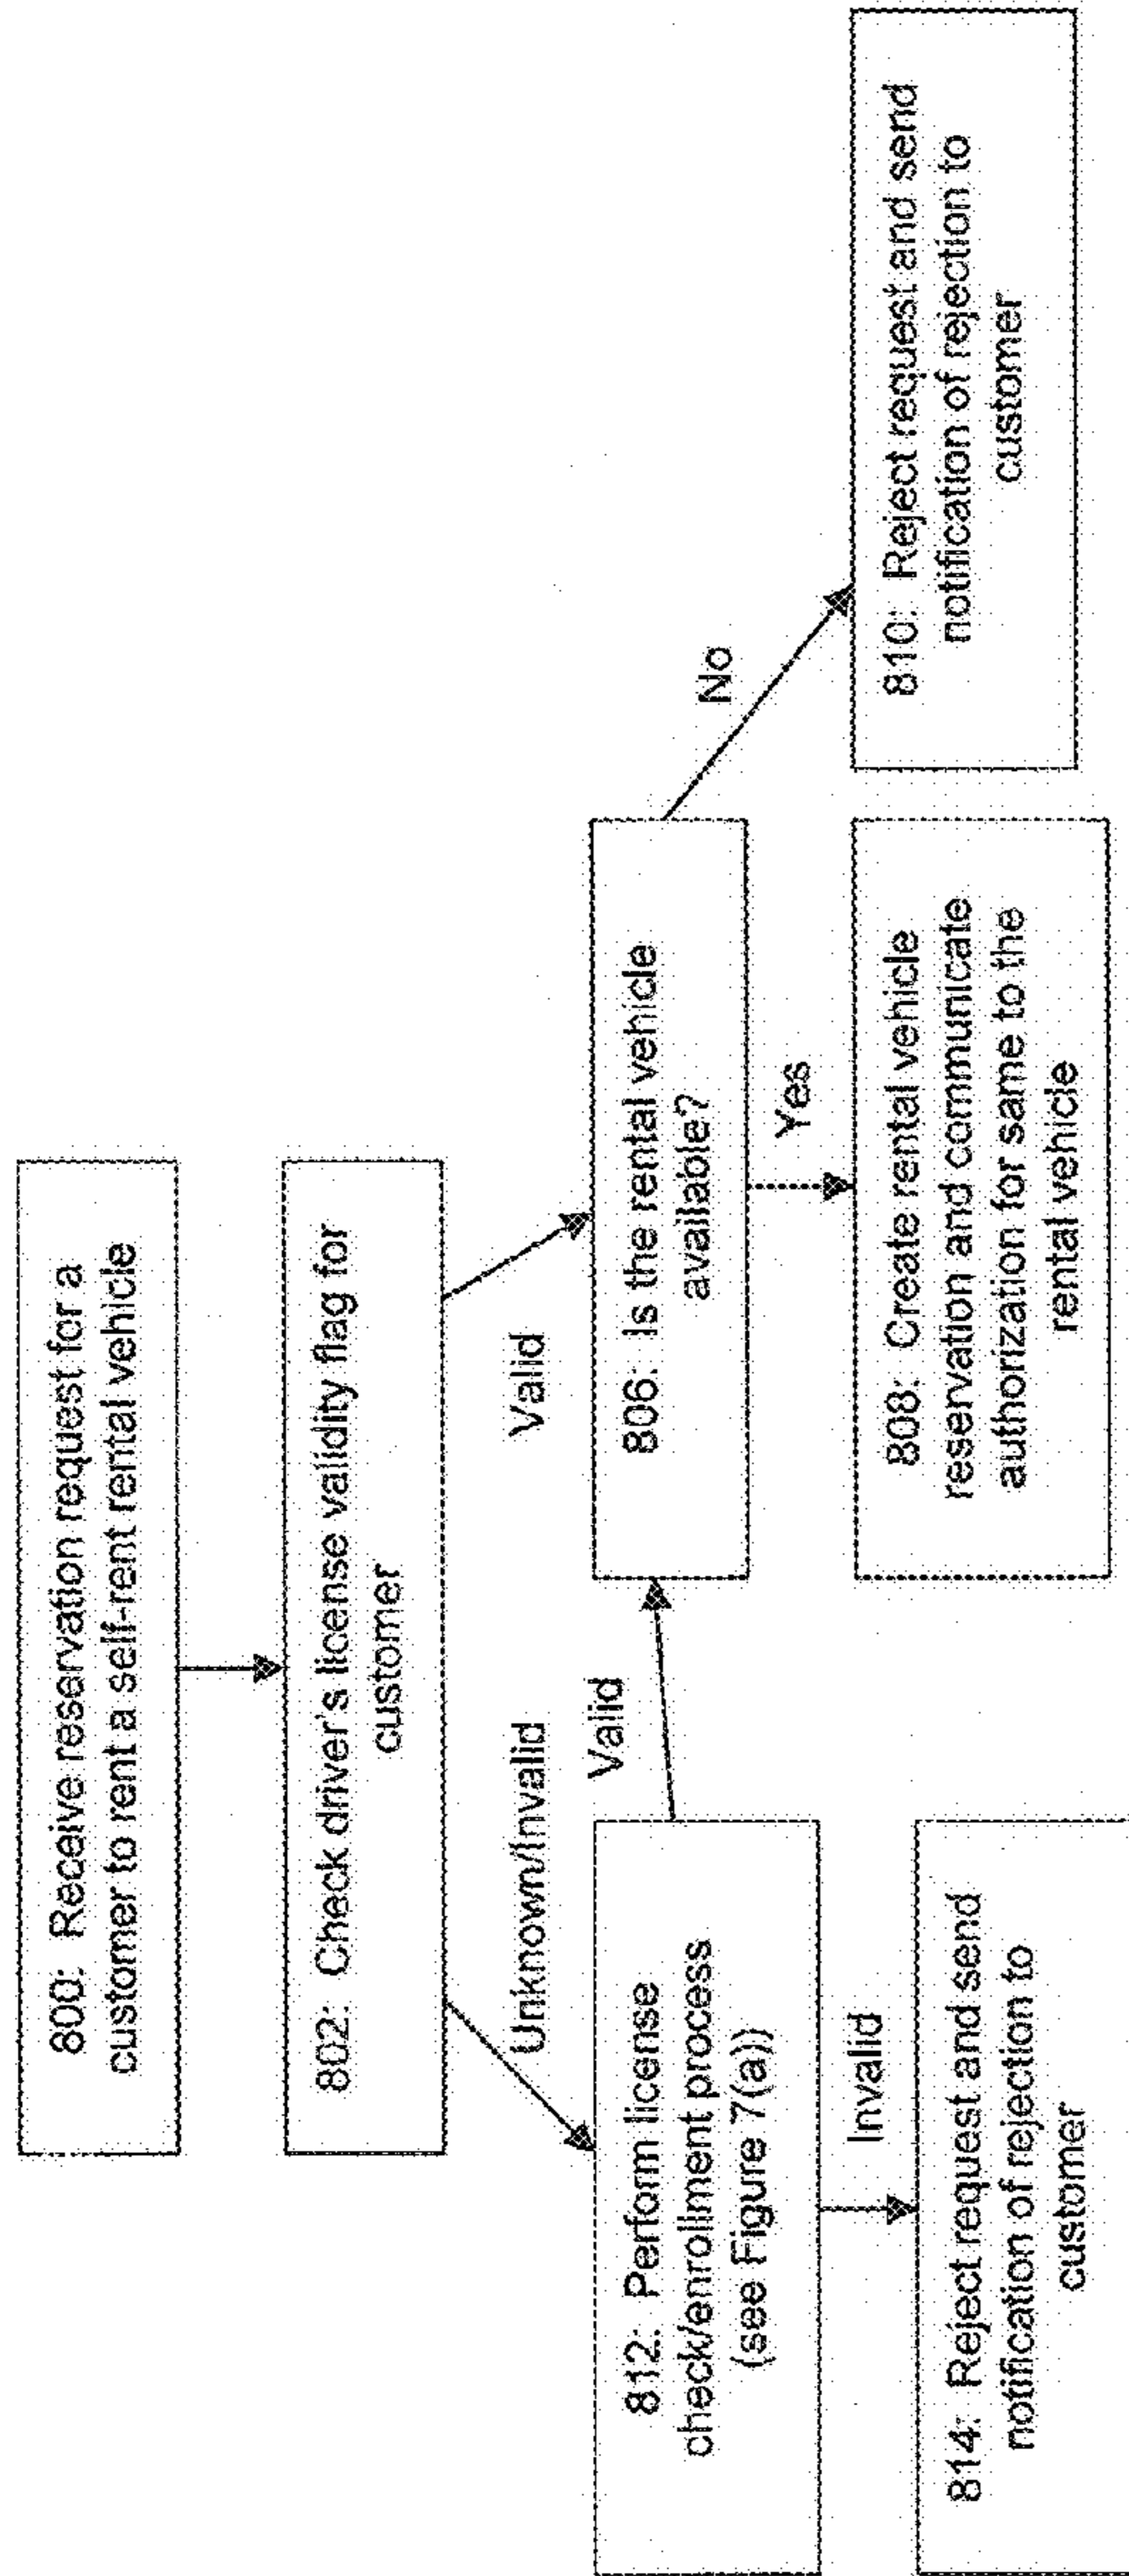 800: Receive reservation request for a
customer to rent a self-rent rental vehicle
802: Check driver's license validity flag for
customer
Unknown/Invalid
Valid
812: Perform license
check/enrollment process
(see Figure 7(a))
Valid
806: Is the rental vehicle
available?
Invalid
Yes
No
814: Reject request and send
notification of rejection to
customer
808: Create rental vehicle
reservation and communicate
authorization for same to the
rental vehicle
810: Reject request and send
notification of rejection to
customer